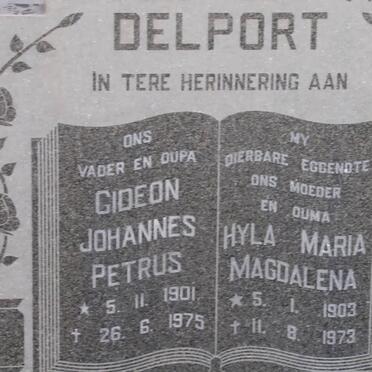 DELPORT
IN TERE HERINNERING AAN
ONS
VADER EN OUPA
GIDEON
JOHANNES
PETRUS
★ 5. 11. 1901
† 26. 6. 1975
MY
DIERBARE EGGENOTE
ONS MOEDER
EN OUMA
HYLA MARIA
MAGDALENA
★ 5. 1. 1903
† 11. 8. 1973